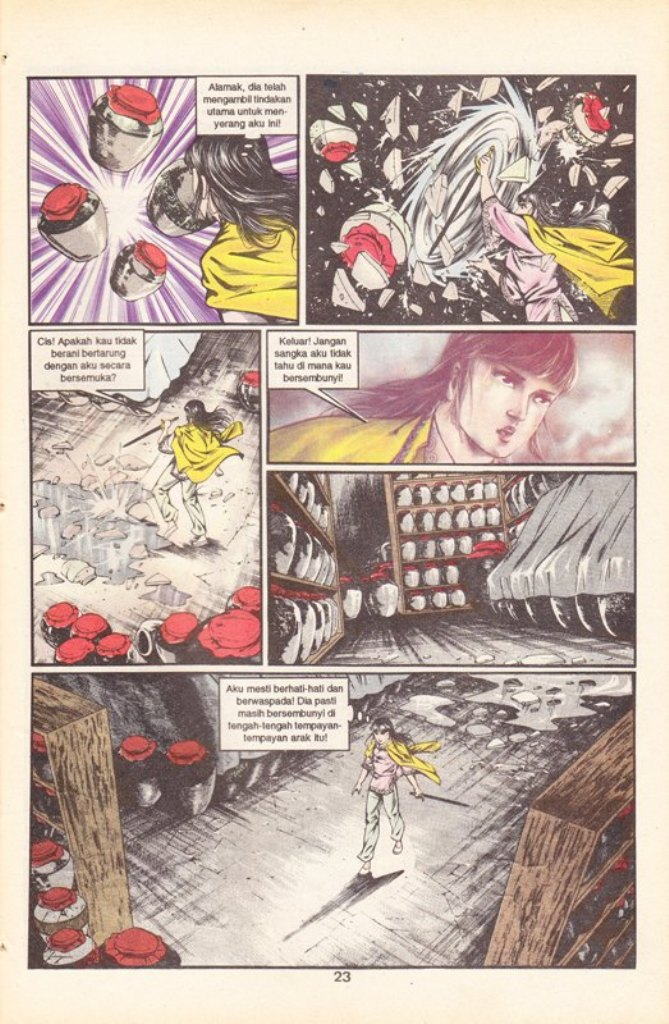 Alamak, dia telah
mengambil tindakan
utama untuk men-
yerang aku ini!
Cis! Apakah kau tidak
berani bertarung
dengan aku secara
bersemuka?
Keluar! Jangan
sangka aku tidak
tahu di mana kau
bersembunyi!
Aku mesti berhati-hati dan
berwaspada! Dia pasti
masih bersembunyi di
tengah-tengah tempayan-
tempayan arak itu!
23